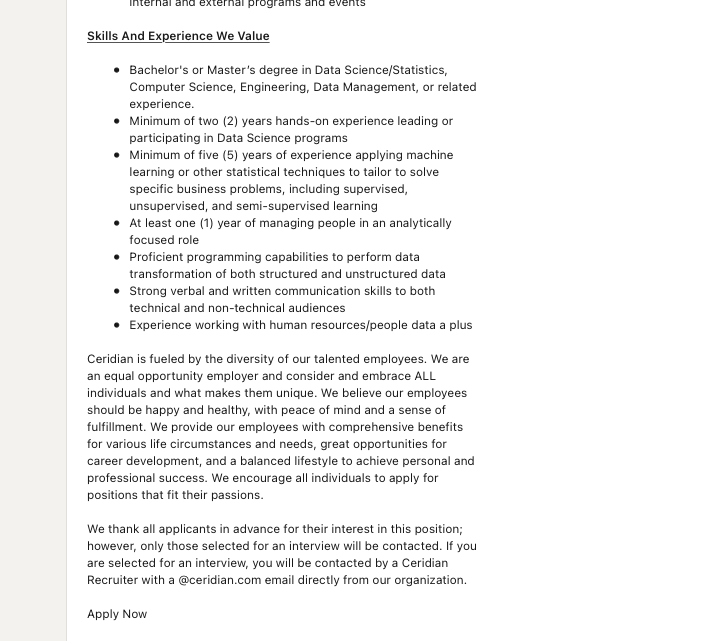 internal and external programs and events
Skills And Experience We Value
Bachelor's or Master's degree in Data Science/Statistics,
Computer Science, Engineering, Data Management, or related
experience.
Minimum of two (2) years hands-on experience leading or
participating in Data Science programs
Minimum of five (5) years of experience applying machine
learning or other statistical techniques to tailor to solve
specific business problems, including supervised,
unsupervised, and semi-supervised learning
At least one (1) year of managing people in an analytically
focused role
Proficient programming capabilities to perform data
transformation of both structured and unstructured data
Strong verbal and written communication skills to both
technical and non-technical audiences
Experience working with human resources/people data a plus
Ceridian is fueled by the diversity of our talented employees. We are
an equal opportunity employer and consider and embrace ALL
individuals and what makes them unique. We believe our employees
should be happy and healthy, with peace of mind and a sense of
fulfillment. We provide our employees with comprehensive benefits
for various life circumstances and needs, great opportunities for
career development, and a balanced lifestyle to achieve personal and
professional success. We encourage all individuals to apply for
positions that fit their passions.
We thank all applicants in advance for their interest in this position;
however, only those selected for an interview will be contacted. If you
are selected for an interview, you will be contacted by a Ceridian
Recruiter with a @ceridian.com email directly from our organization.
Apply Now